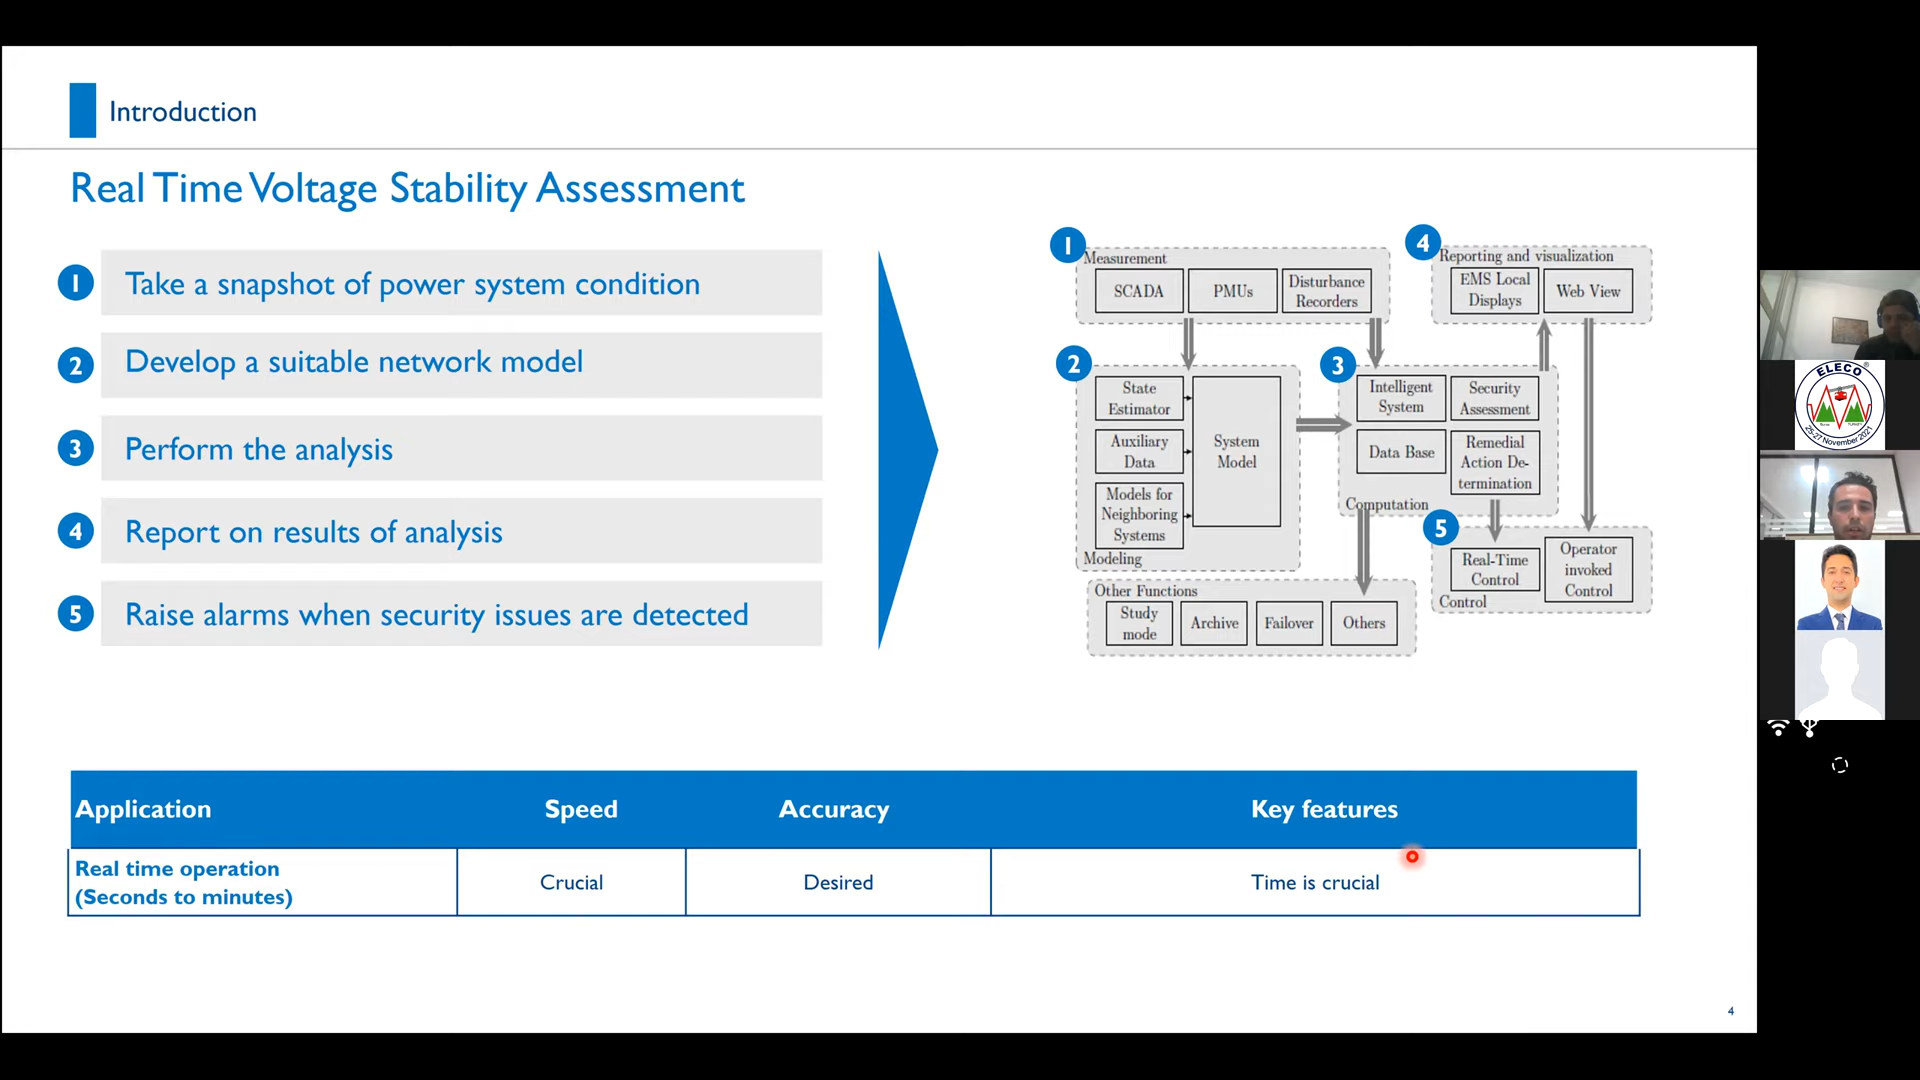 Introduction
Real Time Voltage Stability Assessment
1 Take a snapshot of power system condition
2 Develop a suitable network model
3 Perform the analysis
4 Report on results of analysis
5 Raise alarms when security issues are detected
1
Measurement
SCADA
PMUs
Disturbance
Recorders
4
Reporting and visualization
EMS Local
Displays
Web View
2
State
Estimator
Auxiliary
Data
Models for
Neighboring
Systems
System
Model
Modeling
3
Intelligent
System
Security
Assessment
Data Base
Remedial
Action De-
termination
Computation
5
Real-Time
Control
Operator
invoked
Control
Control
Other Functions
Study
mode
Archive
Failover
Others
Application Speed Accuracy Key features
Real time operation
(Seconds to minutes)
Crucial
Desired
Time is crucial
4
ELECO
25-27 November 2021